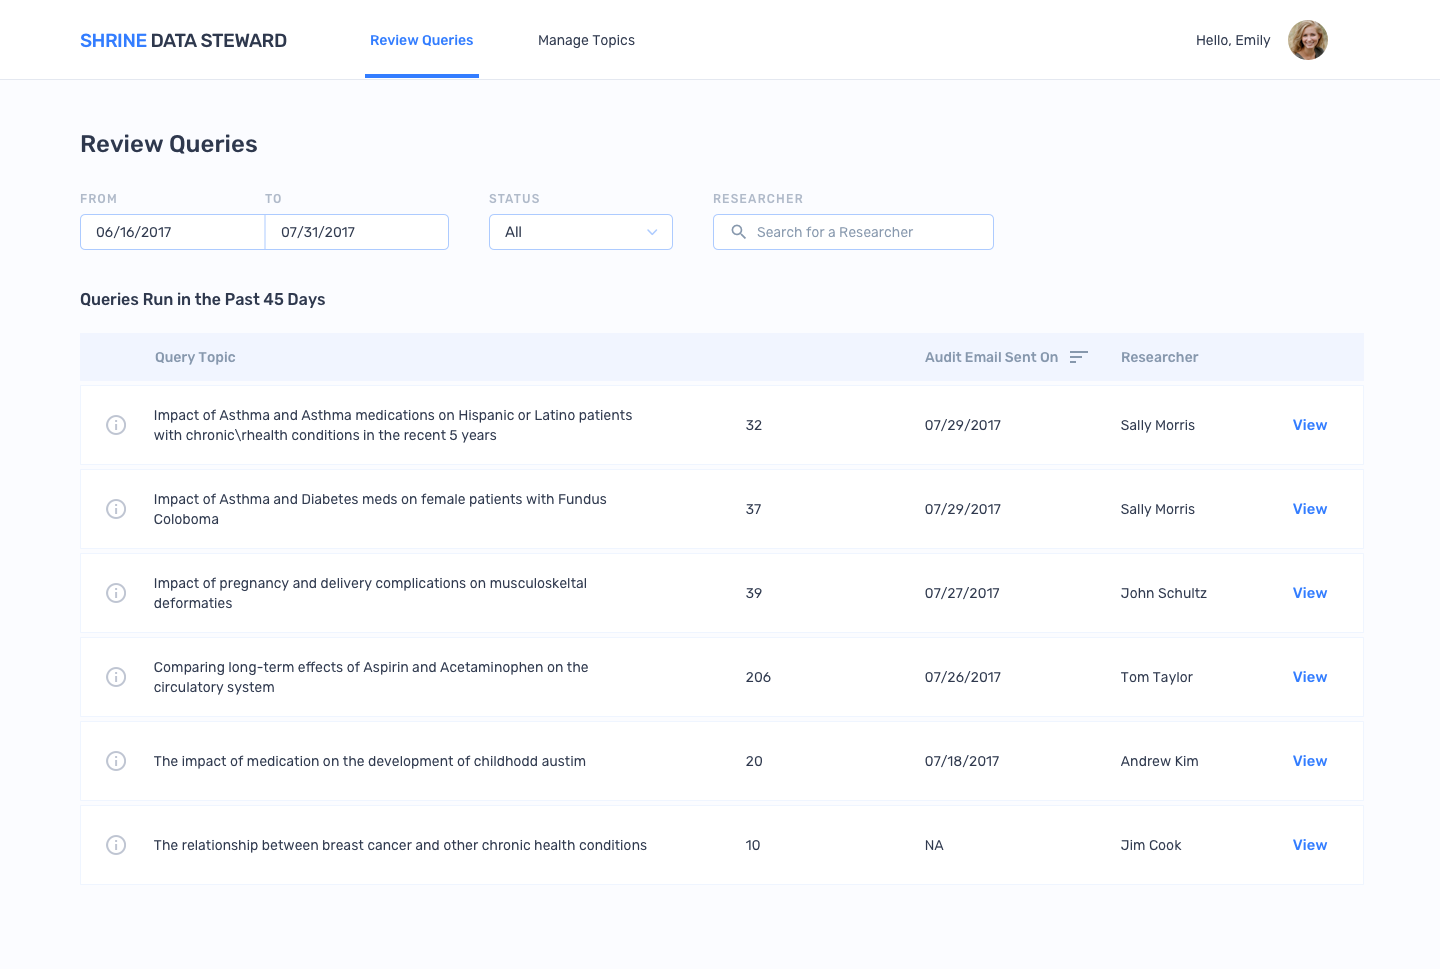 SHRINE DATA STEWARD
Review Queries
Manage Topics
Hello, Emily
Review Queries
FROM
TO
STATUS
RESEARCHER
06/16/2017
07/31/2017
All
Search for a Researcher
Queries Run in the Past 45 Days
Query Topic
Audit Email Sent On
Researcher
Impact of Asthma and Asthma medications on Hispanic or Latino patients
with chronic\rhealth conditions in the recent 5 years
32
07/29/2017
Sally Morris
View
Impact of Asthma and Diabetes meds on female patients with Fundus
Coloboma
37
07/29/2017
Sally Morris
View
Impact of pregnancy and delivery complications on musculoskeltal
deformaties
39
07/27/2017
John Schultz
View
Comparing long-term effects of Aspirin and Acetaminophen on the
circulatory system
206
07/26/2017
Tom Taylor
View
The impact of medication on the development of childhodd austim
20
07/18/2017
Andrew Kim
View
The relationship between breast cancer and other chronic health conditions
10
NA
Jim Cook
View